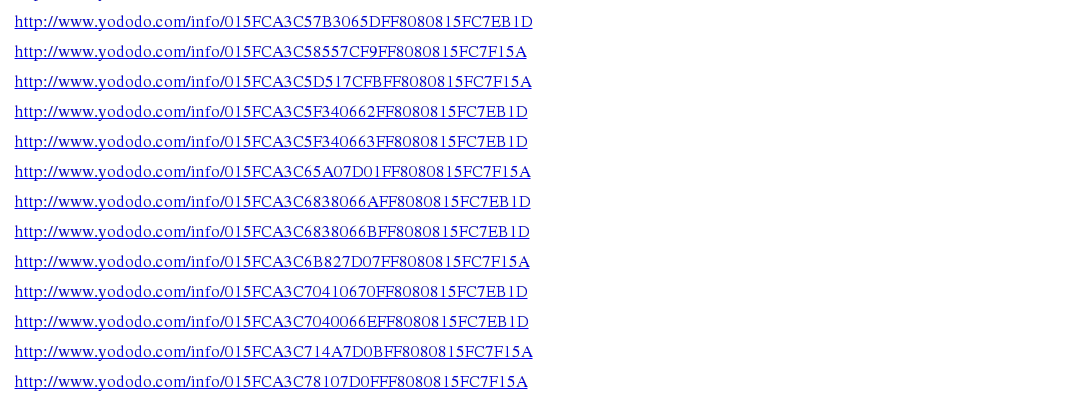 http://www.yododo.com/info/015FCA3C57B3065DFF8080815FC7EB1D
http://www.yododo.com/info/015FCA3C58557CF9FF8080815FC7F15A
http://www.yododo.com/info/015FCA3C5D517CFBFF8080815FC7F15A
http://www.yododo.com/info/015FCA3C5F340662FF8080815FC7EB1D
http://www.yododo.com/info/015FCA3C5F340663FF8080815FC7EB1D
http://www.yododo.com/info/015FCA3C65A07D01FF8080815FC7F15A
http://www.yododo.com/info/015FCA3C6838066AFF8080815FC7EB1D
http://www.yododo.com/info/015FCA3C6838066BFF8080815FC7EB1D
http://www.yododo.com/info/015FCA3C6B827D07FF8080815FC7F15A
http://www.yododo.com/info/015FCA3C70410670FF8080815FC7EB1D
http://www.yododo.com/info/015FCA3C7040066EFF8080815FC7EB1D
http://www.yododo.com/info/015FCA3C714A7D0BFF8080815FC7F15A
http://www.yododo.com/info/015FCA3C78107D0FFF8080815FC7F15A